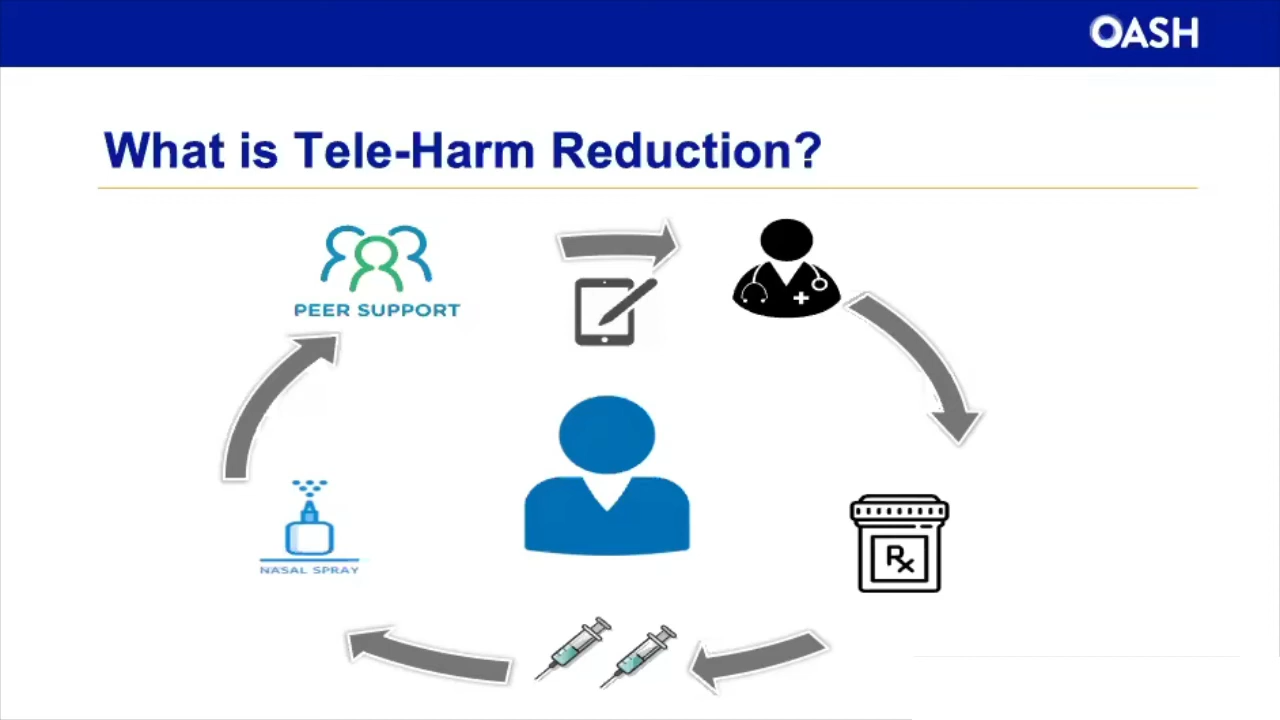 OASH
What is Tele-Harm Reduction?
PEER SUPPORT
NASAL SPRAY
Rx